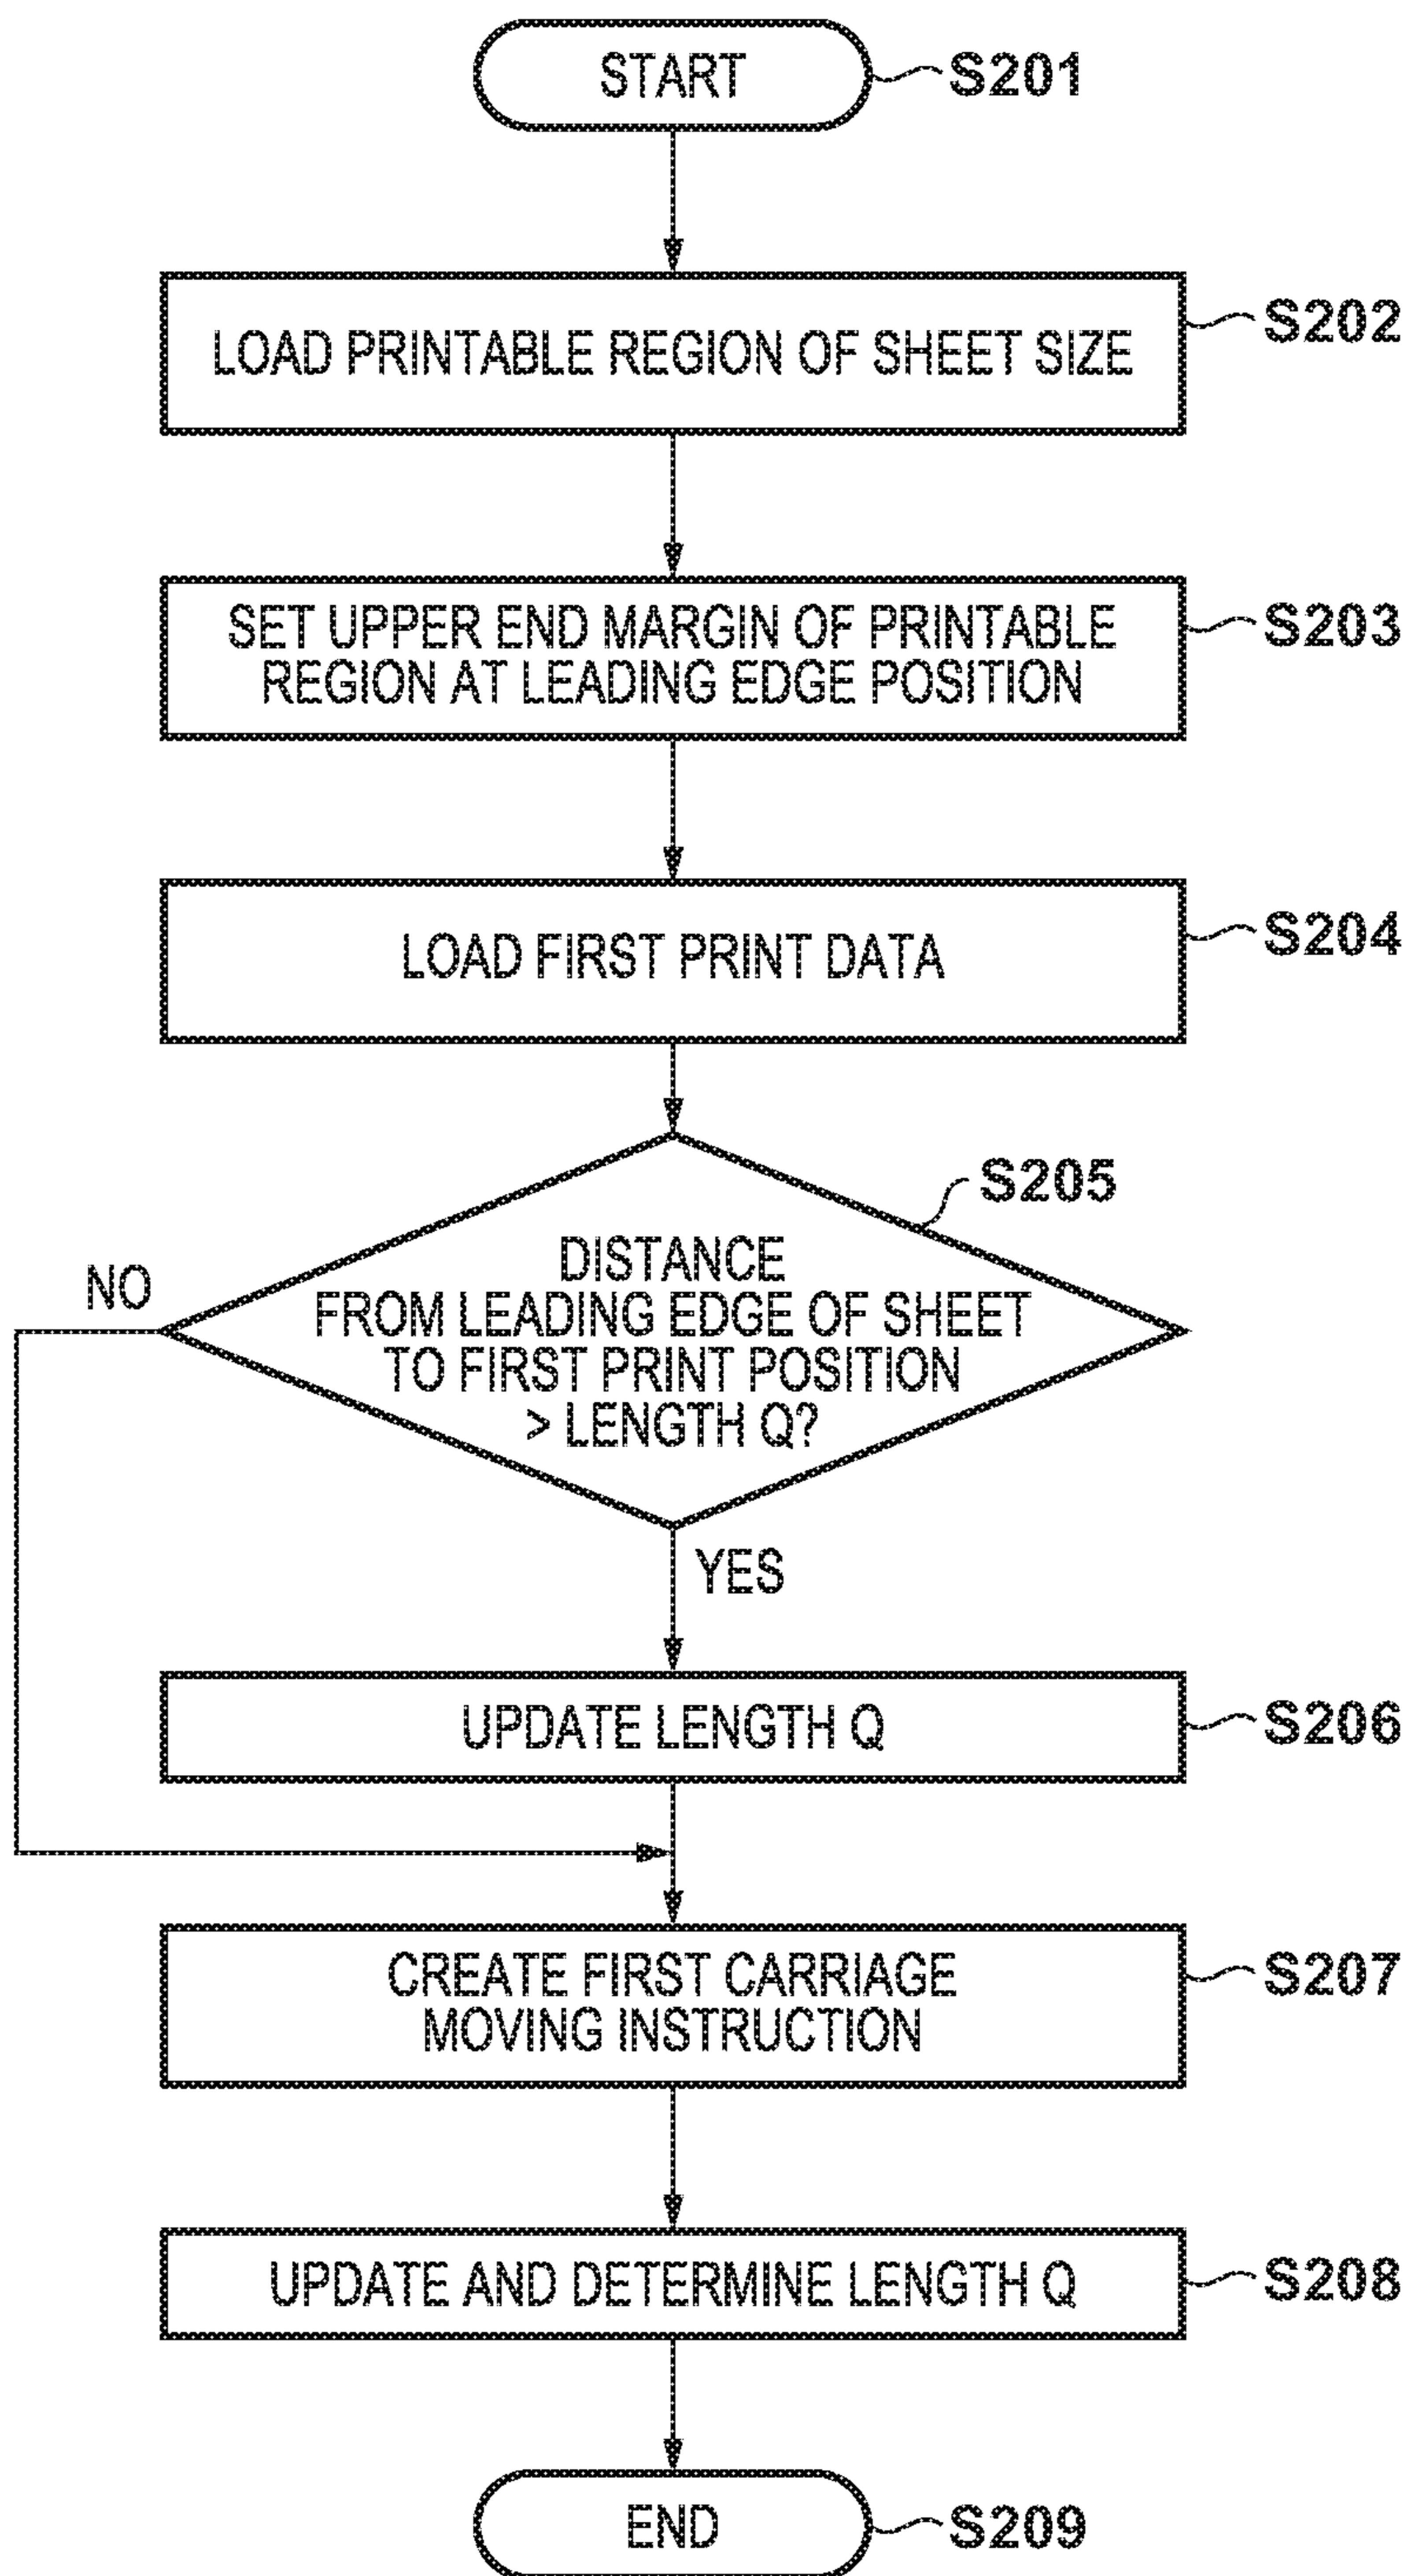 START
S201
LOAD PRINTABLE REGION OF SHEET SIZE
S202
SET UPPER END MARGIN OF PRINTABLE
REGION AT LEADING EDGE POSITION
S203
LOAD FIRST PRINT DATA
S204
S205
DISTANCE
FROM LEADING EDGE OF SHEET
TO FIRST PRINT POSITION
> LENGTH Q?
NO
YES
UPDATE LENGTH Q
S206
CREATE FIRST CARRIAGE
MOVING INSTRUCTION
S207
UPDATE AND DETERMINE LENGTH Q
S208
END
S209